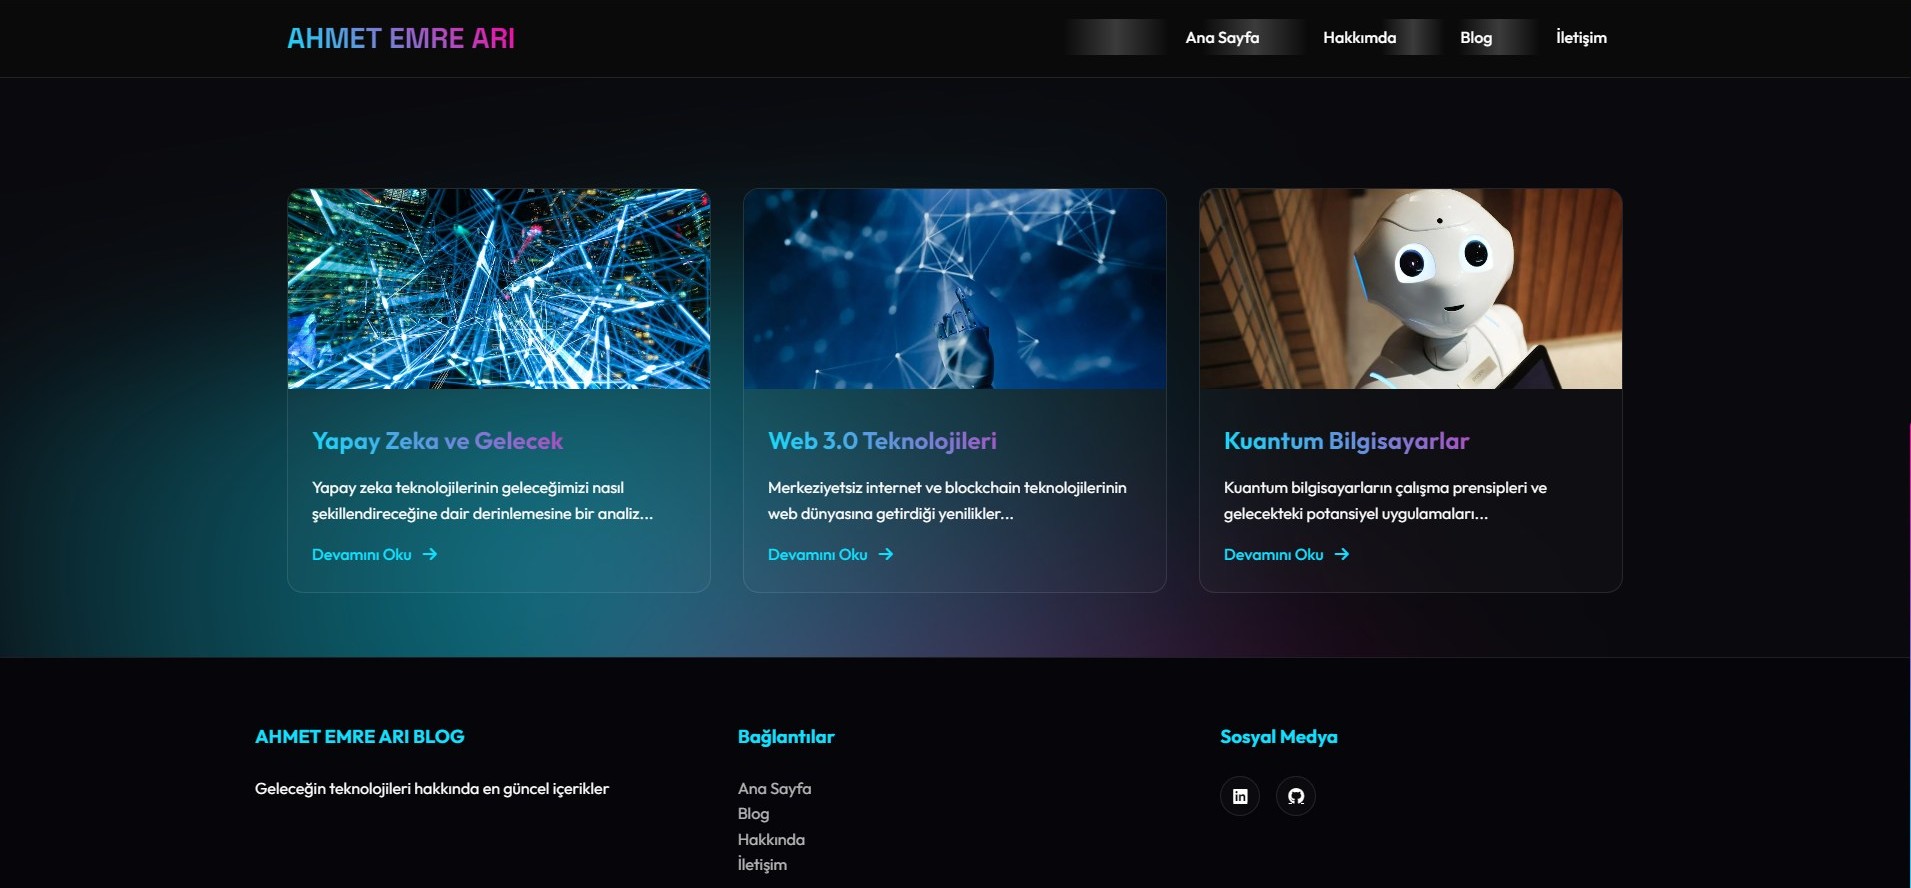 AHMET EMRE ARI
Ana Sayfa
Hakkımda
Blog
İletişim
Yapay Zeka ve Gelecek
Yapay zeka teknolojilerinin geleceğimizi nasıl
şekillendireceğine dair derinlemesine bir analiz...
Devamını Oku
Web 3.0 Teknolojileri
Merkeziyetsiz internet ve blockchain teknolojilerinin
web dünyasına getirdiği yenilikler...
Devamını Oku
Kuantum Bilgisayarlar
Kuantum bilgisayarların çalışma prensipleri ve
gelecekteki potansiyel uygulamaları...
Devamını Oku
AHMET EMRE ARI BLOG
Geleceğin teknolojileri hakkında en güncel içerikler
Bağlantılar
Ana Sayfa
Blog
Hakkında
İletişim
Sosyal Medya
in